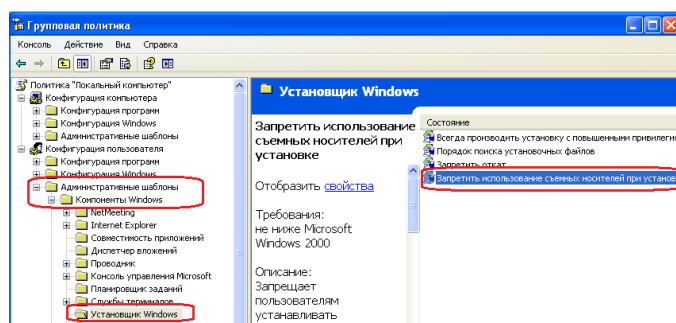 Групповая политика
Консоль Действие Вид Справка
Политика "Локальный компьютер"
Конфигурация компьютера
Конфигурация программ
Конфигурация Windows
Административные шаблоны
Конфигурация пользователя
Конфигурация программ
Конфигурация Windows
Административные шаблоны
Компоненты Windows
NetMeeting
Internet Explorer
Совместимость приложений
Диспетчер вложений
Проводник
Консоль управления Microsoft
Планировщик заданий
Службы терминалов
Установщик Windows
Установщик Windows
Запретить использование
съемных носителей при
установке
Отобразить свойства
Требования:
не ниже Microsoft
Windows 2000
Описание:
Запрещает
пользователям
устанавливать
Состояние
Всегда производить установку с повышенными привилеги
Порядок поиска установочных файлов
Запретить откат
Запретить использование съемных носителей при установ